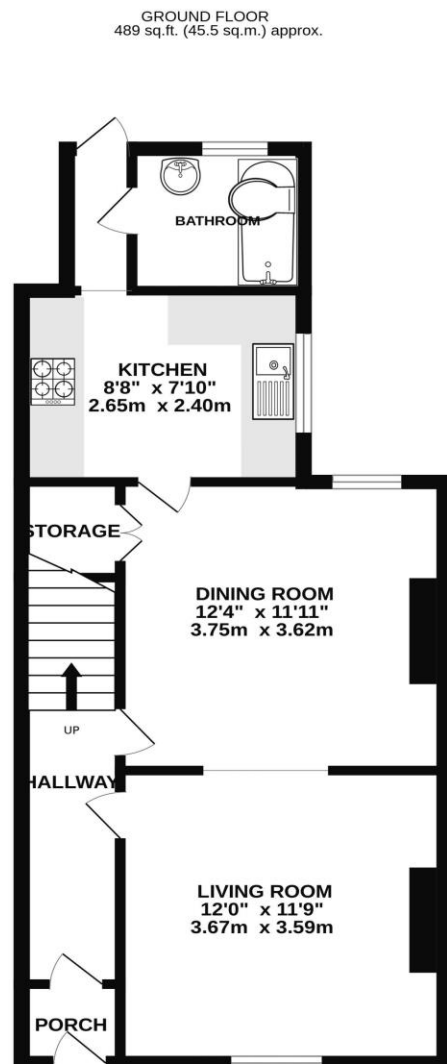 GROUND FLOOR
489 sq.ft. (45.5 sq.m.) approx.
BATHROOM
KITCHEN
8'8" x 7'10"
2.65m x 2.40m
STORAGE
DINING ROOM
12'4" x 11'11"
3.75m x 3.62m
UP
HALLWAY
LIVING ROOM
12'0" x 11'9"
3.67m x 3.59m
PORCH